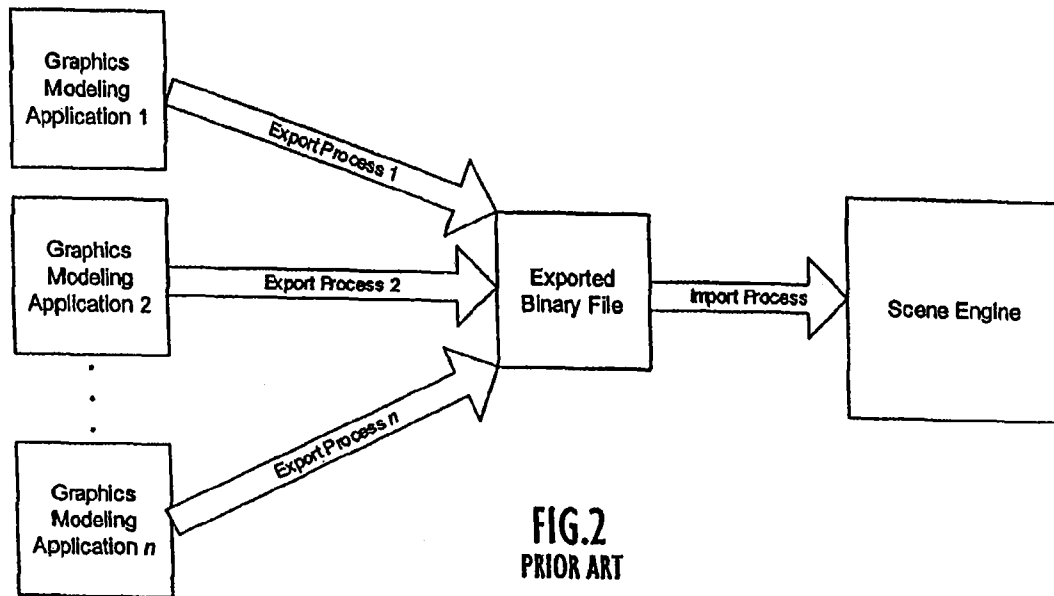 Graphics
Modeling
Application 1
Export Process 1
Graphics
Modeling
Application 2
Export Process 2
Exported
Binary File
Import Process
Scene Engine
Graphics
Modeling
Application n
Export Process n
FIG.2
PRIOR ART